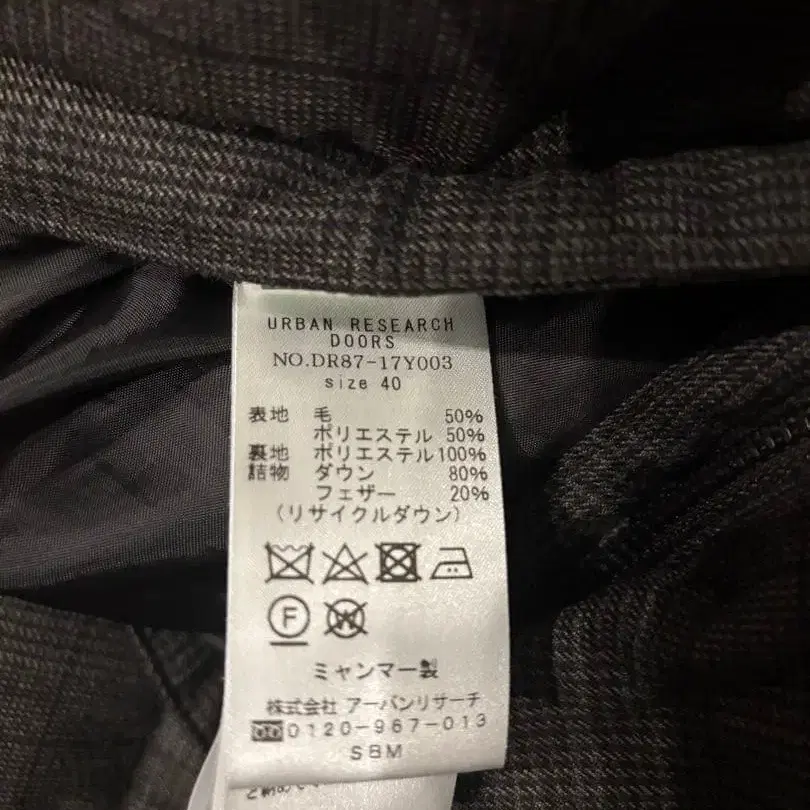 URBAN RESEARCH
DOORS
NO.DR87-17Y003
size 40
表地 毛 50%
ポリエステル 50%
裏地 ポリエステル100%
詰物 ダウン 80%
フェザー 20%
(リサイクルダウン)
F W
ミャンマー製
株式会社 アーバンリサーチ
0120-967-013
SBM